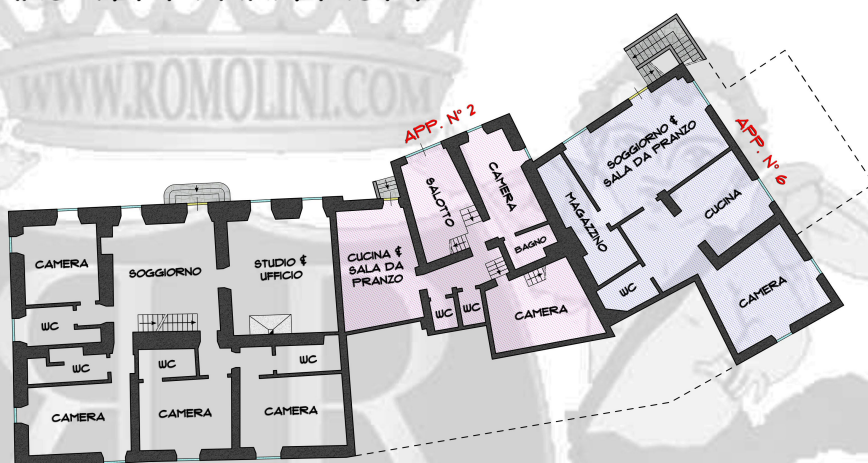 WWW.ROMOLINI.COM
APP. N° 2
APP. N° 6
CAMERA
SOGGIORNO
STUDIO &
UFFICIO
CUCINA &
SALA DA
PRANZO
SALOTTO
CAMERA
BAGNO
MAGAZZINO
SOGGIORNO &
SALA DA PRANZO
CUCINA
WC
CAMERA
WC
WC
CAMERA
WC
WC
WC
WC
CAMERA
CAMERA
CAMERA